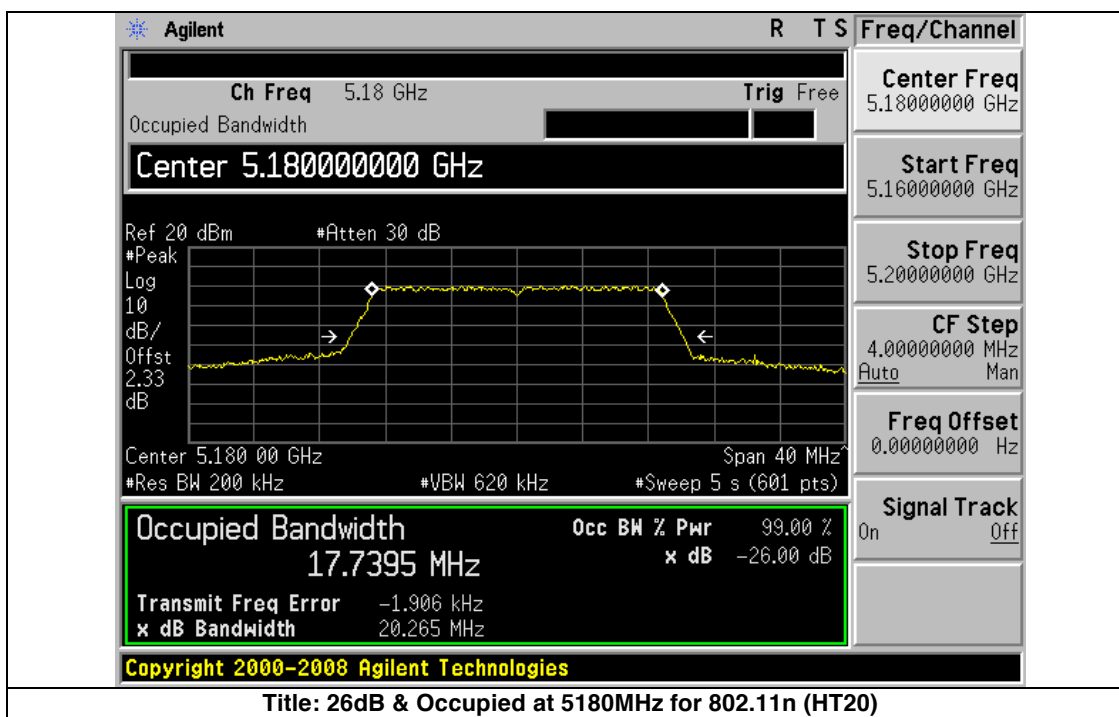 Agilent R T S
Freq/Channel
Ch Freq 5.18 GHz Trig Free
Occupied Bandwidth
Center 5.180000000 GHz
Ref 20 dBm #Atten 30 dB
#Peak
Log
10
dB/
Offst
2.33
dB
Center 5.180 00 GHz Span 40 MHz^
#Res BW 200 kHz #VBW 620 kHz #Sweep 5 s (601 pts)
Occupied Bandwidth Occ BW % Pwr 99.00 %
17.7395 MHz x dB -26.00 dB
Transmit Freq Error -1.906 kHz
x dB Bandwidth 20.265 MHz
Copyright 2000-2008 Agilent Technologies
Center Freq
5.18000000 GHz
Start Freq
5.16000000 GHz
Stop Freq
5.20000000 GHz
CF Step
4.00000000 MHz
Auto Man
Freq Offset
0.00000000 Hz
Signal Track
On Off
Title: 26dB & Occupied at 5180MHz for 802.11n (HT20)